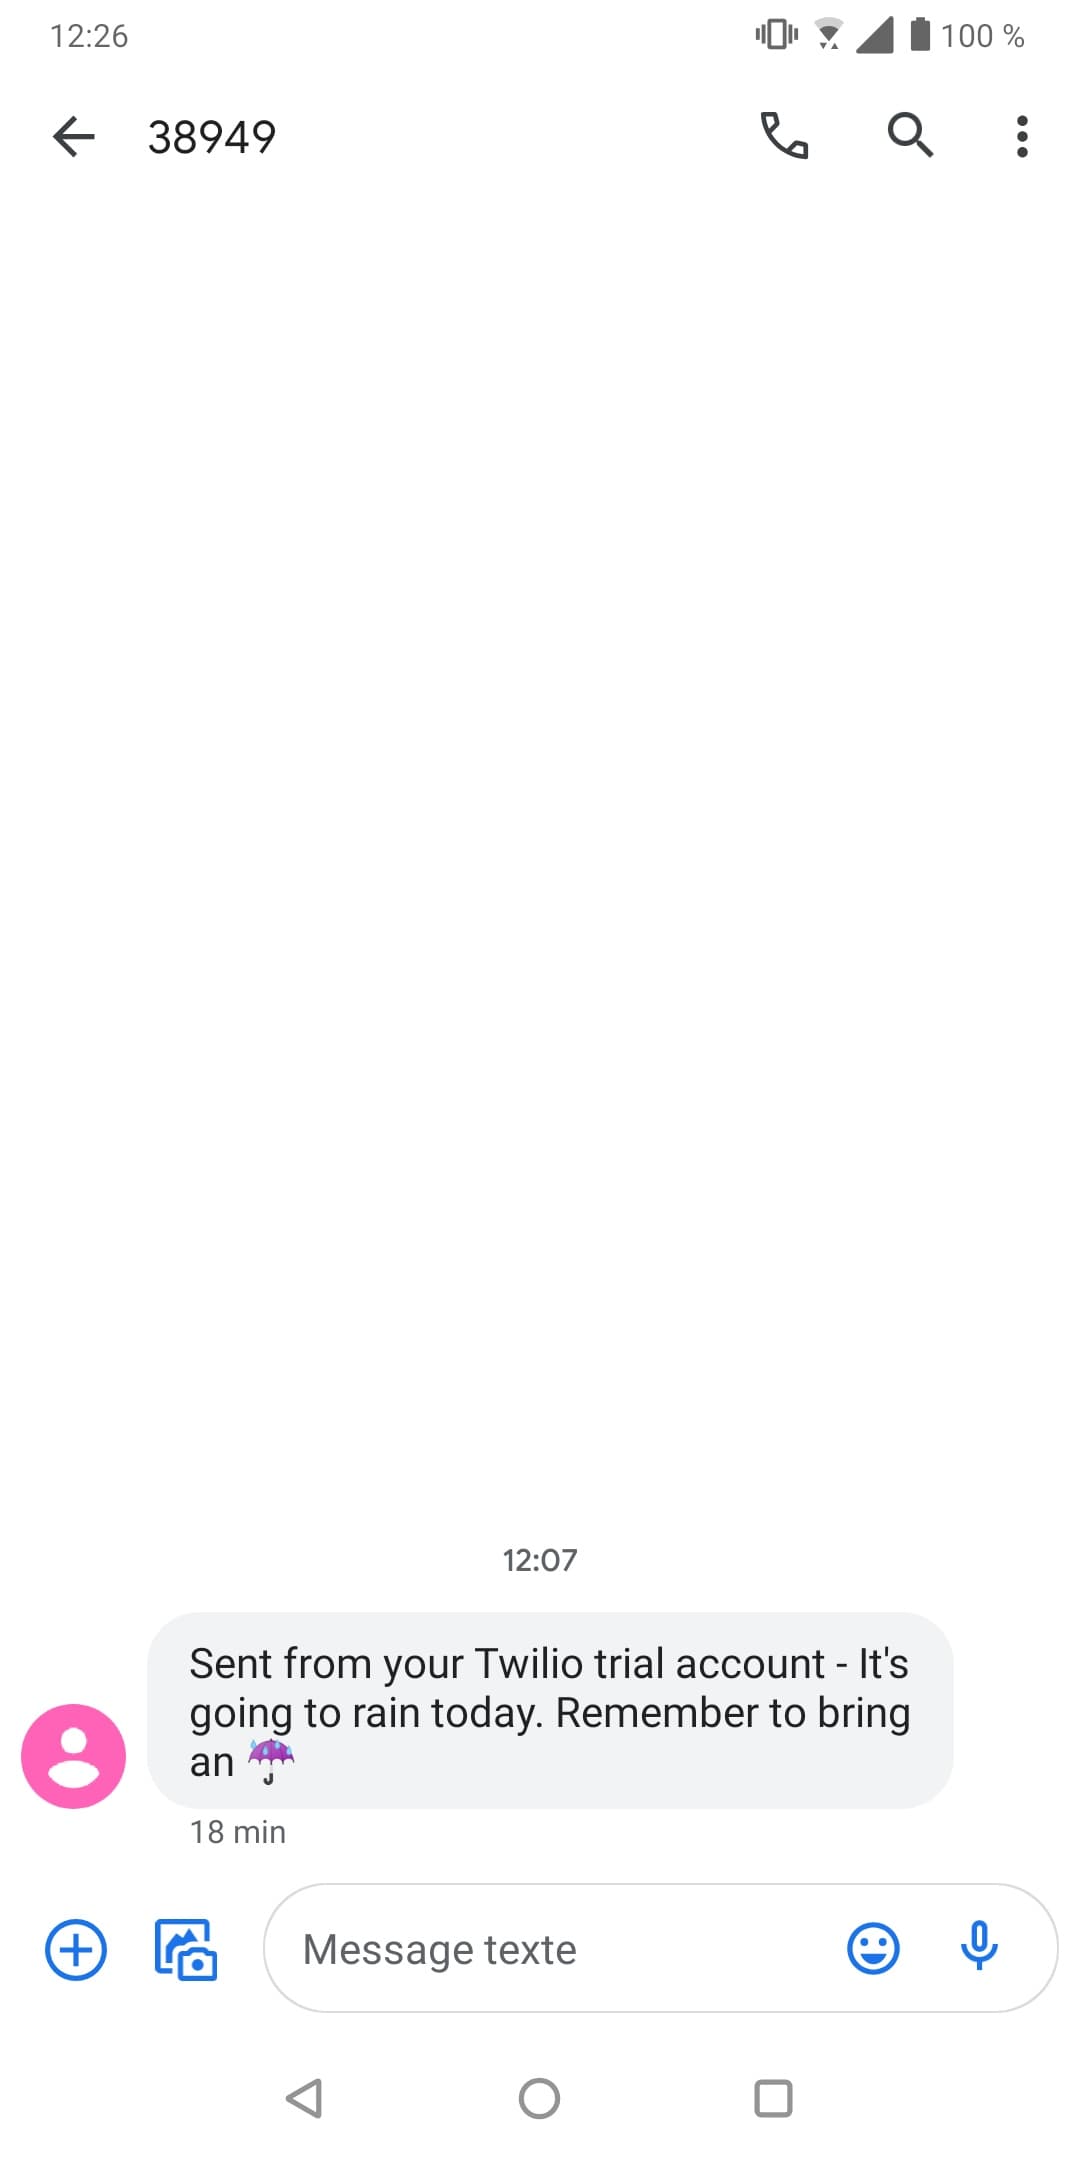 12:26
100 %
38949
12:07
Sent from your Twilio trial account - It's
going to rain today. Remember to bring
an ☔
18 min
Message texte